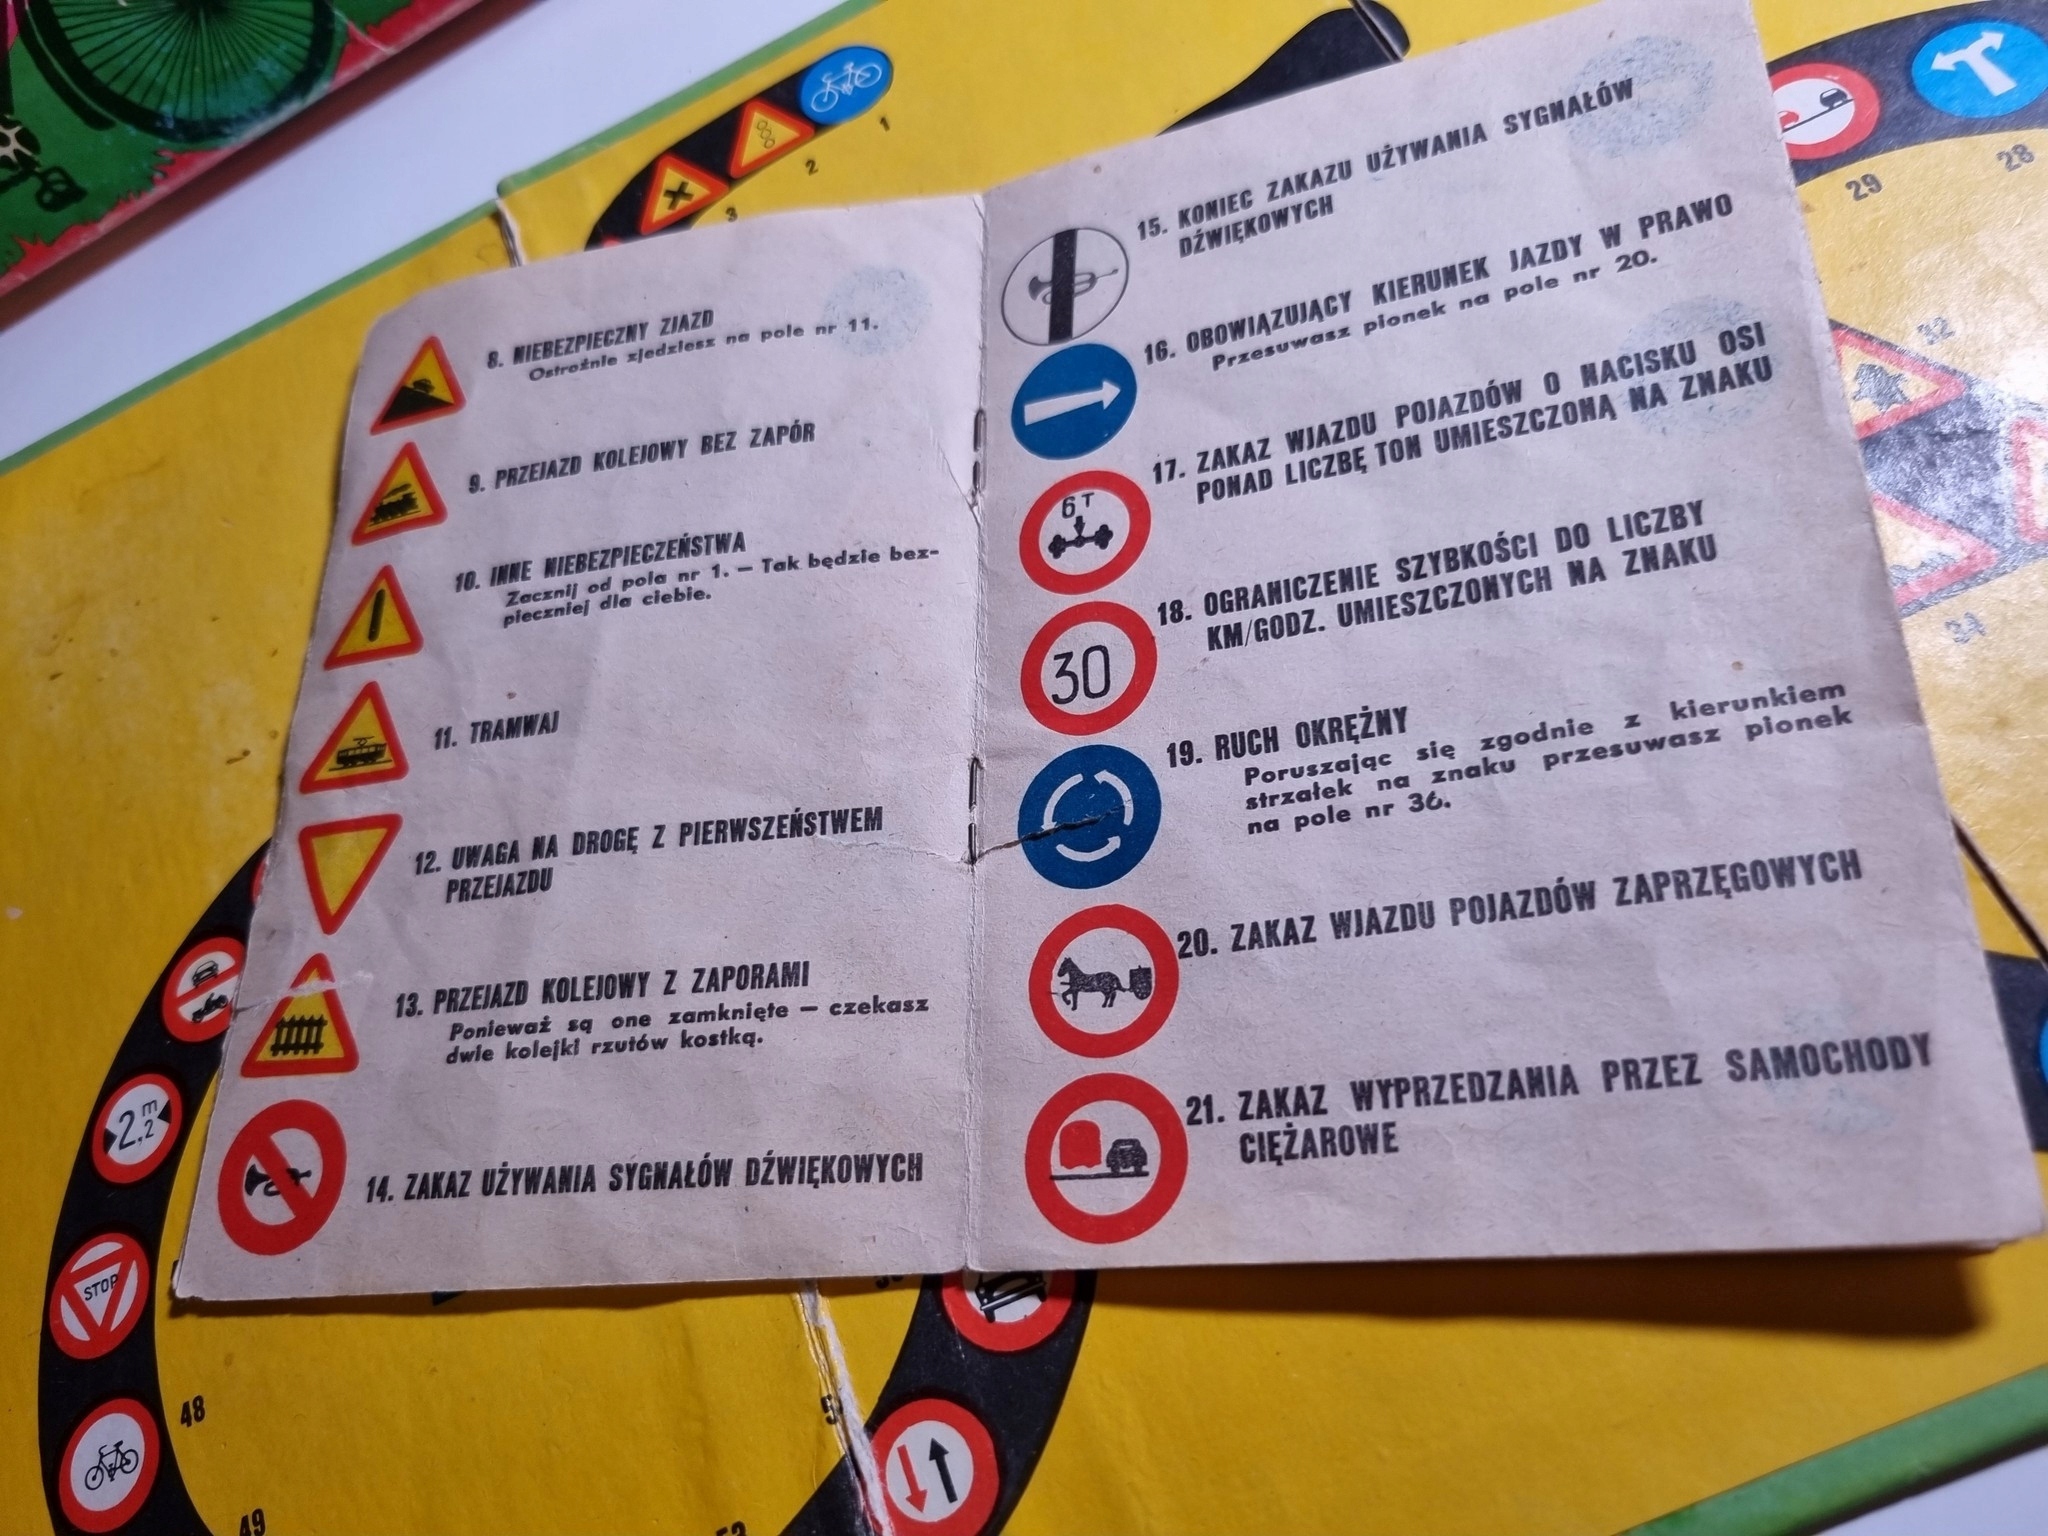 1
2
3
8. NIEBEZPIECZNY ZJAZD
Ostrożnie zjedziesz na pole nr 11.
9. PRZEJAZD KOLEJOWY BEZ ZAPÓR
10. INNE NIEBEZPIECZEŃSTWA
Zacznij od pola nr 1. — Tak będzie bez-
pieczniej dla ciebie.
11. TRAMWAJ
12. UWAGA NA DROGĘ Z PIERWSZEŃSTWEM
PRZEJAZDU
13. PRZEJAZD KOLEJOWY Z ZAPORAMI
Ponieważ są one zamknięte — czekasz
dwie kolejki rzutów kostką.
14. ZAKAZ UŻYWANIA SYGNAŁÓW DŹWIĘKOWYCH
15. KONIEC ZAKAZU UŻYWANIA SYGNAŁÓW
DŹWIĘKOWYCH
16. OBOWIĄZUJĄCY KIERUNEK JAZDY W PRAWO
Przesuwasz pionek na pole nr 20.
6T
17. ZAKAZ WJAZDU POJAZDÓW O NACISKU OSI
PONAD LICZBĘ TON UMIESZCZONĄ NA ZNAKU
30
18. OGRANICZENIE SZYBKOŚCI DO LICZBY
KM/GODZ. UMIESZCZONYCH NA ZNAKU
19. RUCH OKRĘŻNY
Poruszając się zgodnie z kierunkiem
strzałek na znaku przesuwasz pionek
na pole nr 36.
20. ZAKAZ WJAZDU POJAZDÓW ZAPRZĘGOWYCH
21. ZAKAZ WYPRZEDZANIA PRZEZ SAMOCHODY
CIĘŻAROWE
28
29
32
34
2,2 m
STOP
48
49